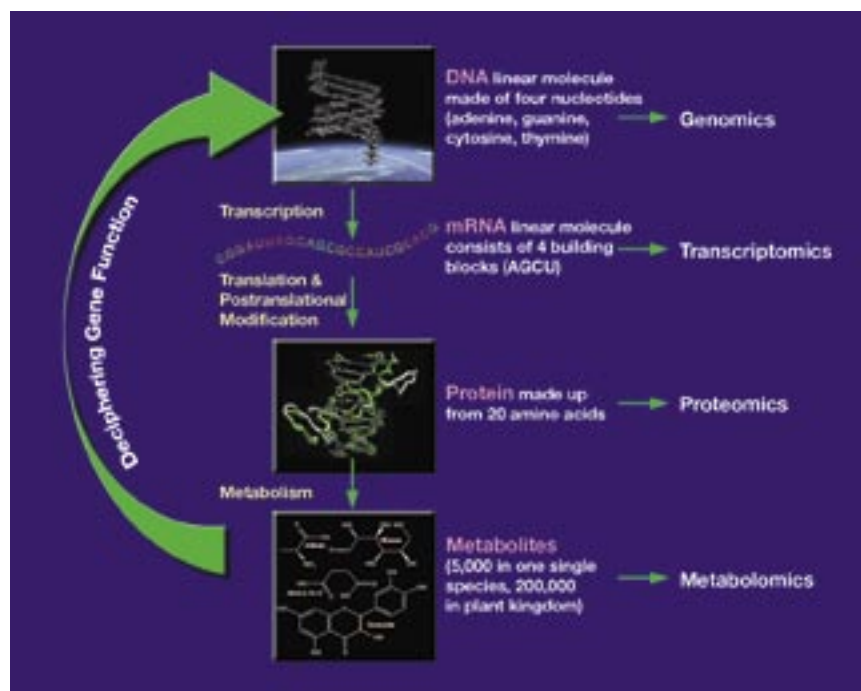 DNA linear molecule
made of four nucleotides
(adenine, guanine,
cytosine, thymine)
Genomics
Transcription
mRNA linear molecule
consists of 4 building
blocks (AGCU)
Transcriptomics
Translation &
Postranslational
Modification
Deciphering Gene Function
Protein made up
from 20 amino acids
Proteomics
Metabolism
Metabolites
(5,000 in one single
species, 200,000
in plant kingdom)
Metabolomics